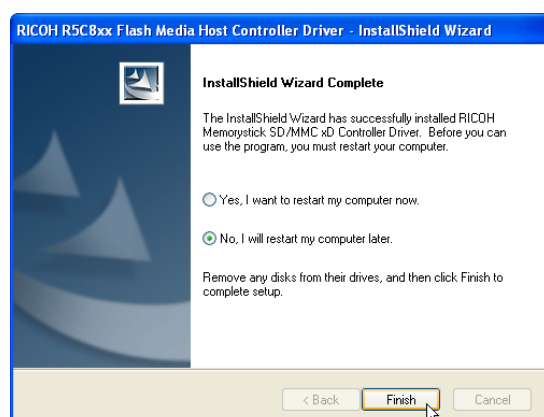 RICOH R5C8xx Flash Media Host Controller Driver - InstallShield Wizard
InstallShield Wizard Complete
The InstallShield Wizard has successfully installed RICOH
Memorystick SD/MMC xD Controller Driver. Before you can
use the program, you must restart your computer.
Yes, I want to restart my computer now.
No, I will restart my computer later.
Remove any disks from their drives, and then click Finish to
complete setup.
< Back
Finish
Cancel